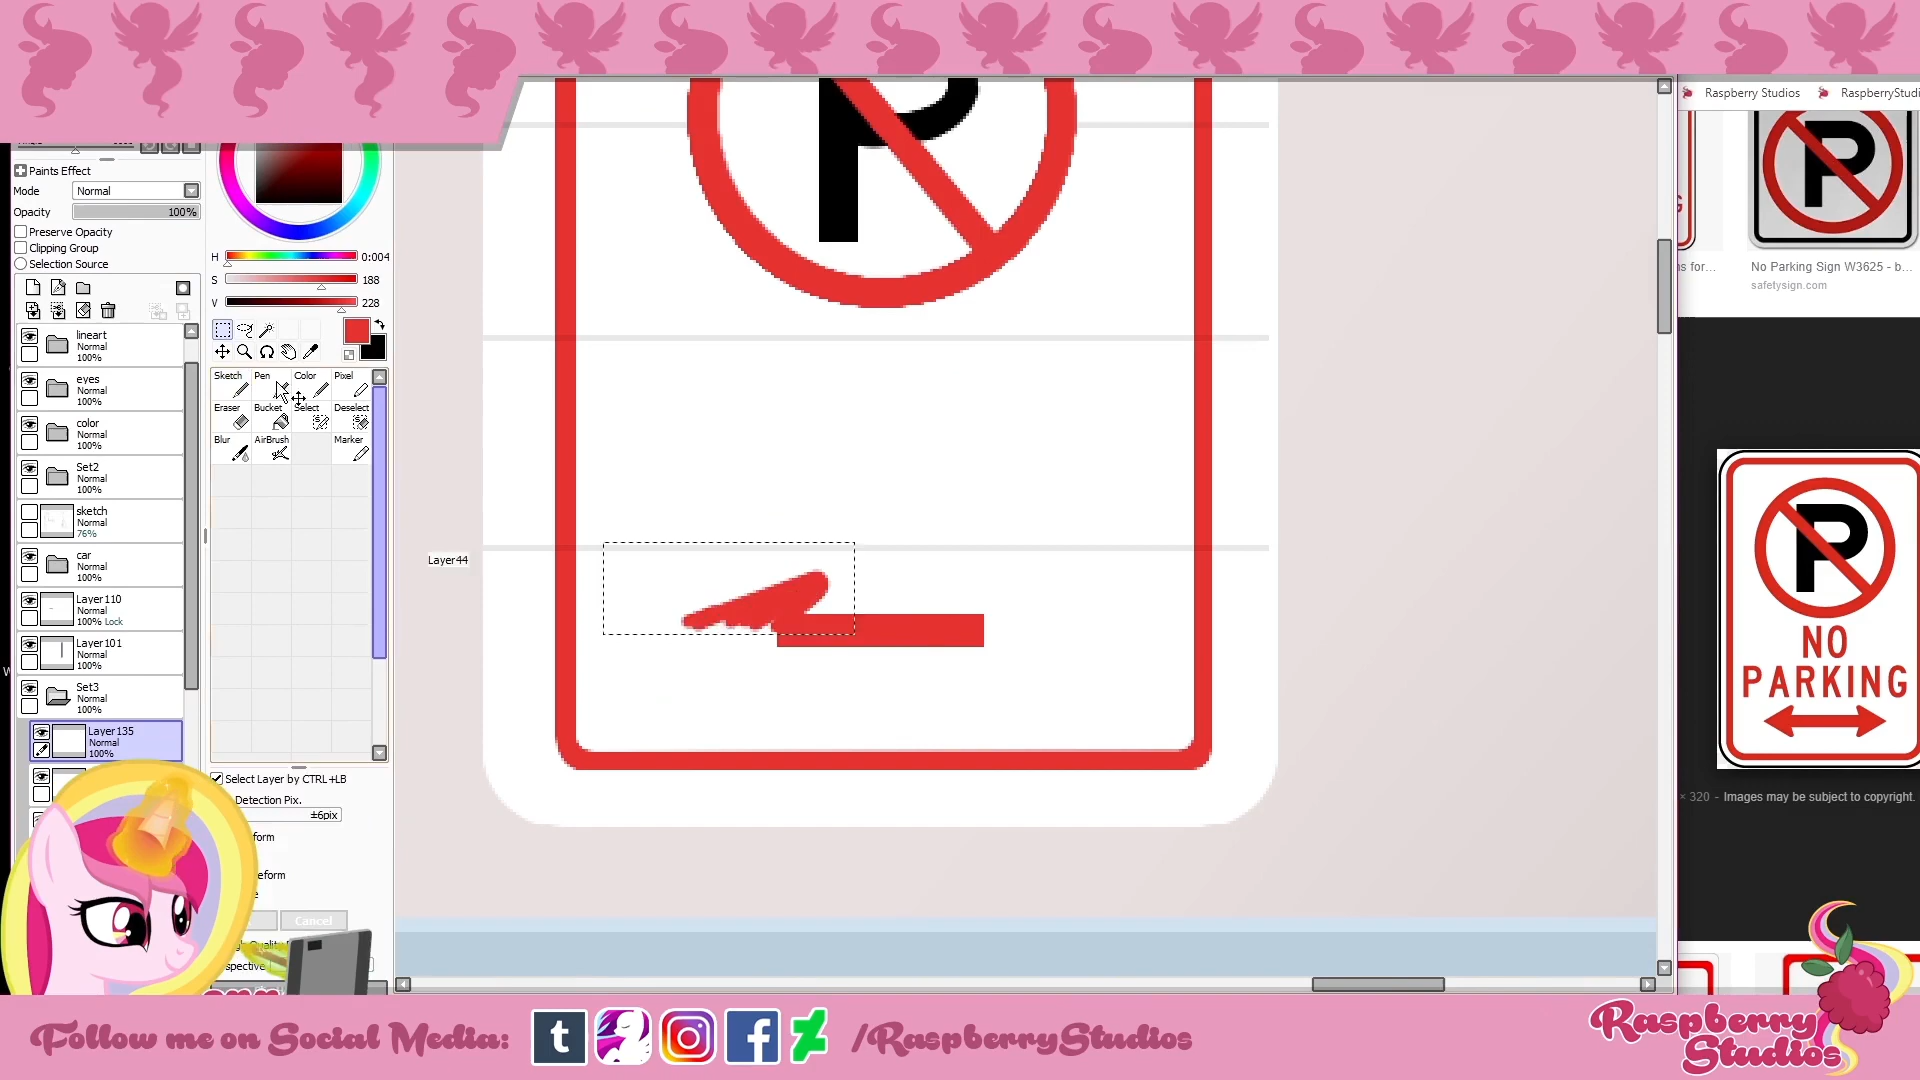 Raspberry Studios
RaspberryStudi
Paints Effect
Mode Normal
Opacity 100%
Preserve Opacity
Clipping Group
Selection Source
H 0:004
S 188
V 228
lineart
Normal
100%
eyes
Normal
100%
color
Normal
100%
Set2
Normal
100%
sketch
Normal
76%
car
Normal
100%
Layer110
Normal
100% Lock
Layer101
Normal
100%
Set3
Normal
100%
Layer135
Normal
100%
Sketch Pen Color Pixel
Eraser Bucket Select Deselect
Blur AirBrush Marker
Select Layer by CTRL+LB
Detection Pix.
±6pix
Cancel
Layer44
P
P
No Parking Sign W3625 - b...
safetysign.com
P
NO
PARKING
× 320 - Images may be subject to copyright.
Follow me on Social Media:
t
f
/RaspberryStudios
Raspberry
Studios